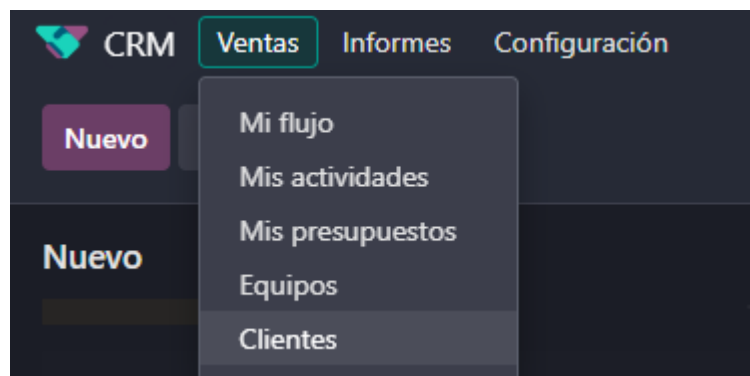 CRM Ventas Informes Configuración
Nuevo
Mi flujo
Mis actividades
Mis presupuestos
Equipos
Clientes
Nuevo